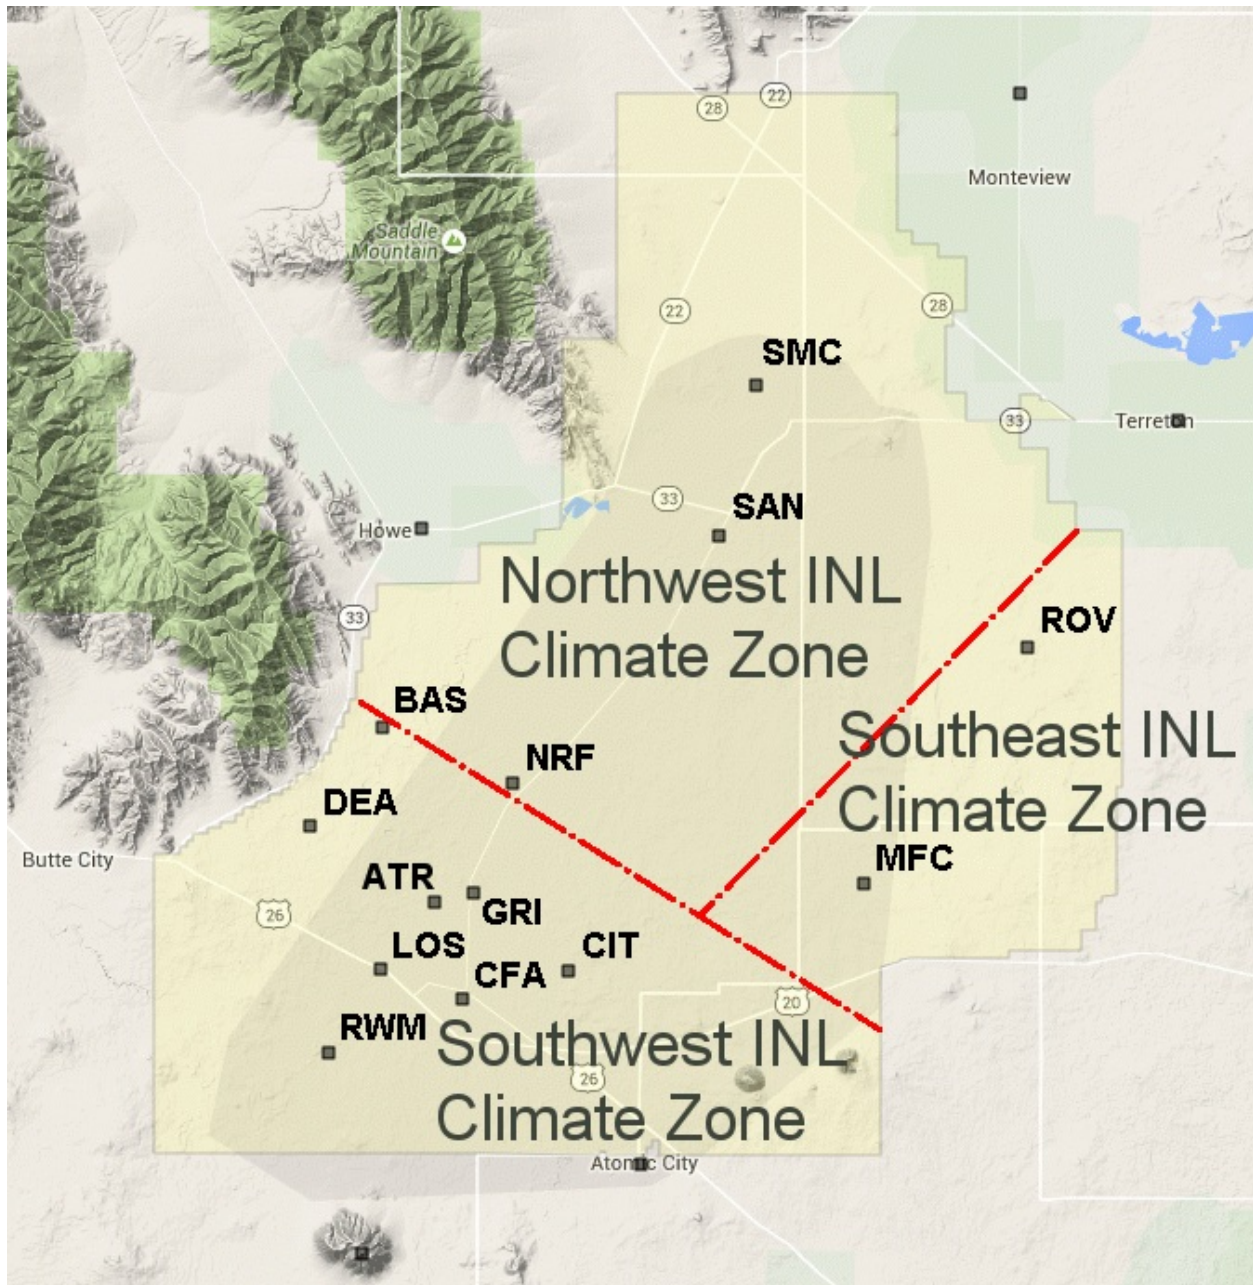 22
28
Monteview
Saddle
Mountain
28
22
SMC
33
Terreton
33
SAN
Howe
Northwest INL
Climate Zone
33
ROV
BAS
Southeast INL
Climate Zone
NRF
DEA
MFC
Butte City
ATR
GRI
26
LOS
CIT
CFA
20
RWM
Southwest INL
Climate Zone
26
Atomic City